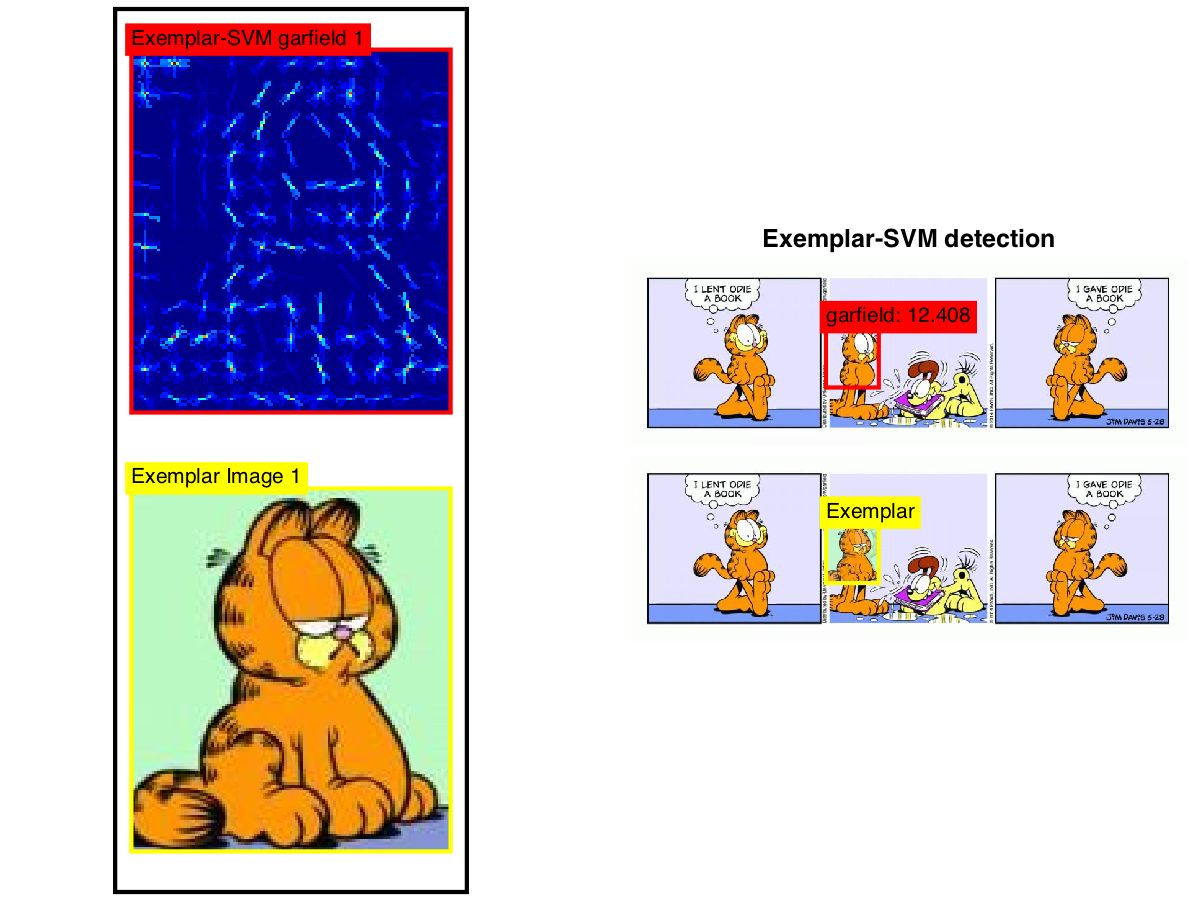 Exemplar-SVM garfield 1
Exemplar Image 1
Exemplar-SVM detection
I LENT ODIE
A BOOK
garfield: 12.408
I GAVE ODIE
A BOOK
JIM DAVIS 5-28
I LENT ODIE
A BOOK
Exemplar
I GAVE ODIE
A BOOK
JIM DAVIS 5-28